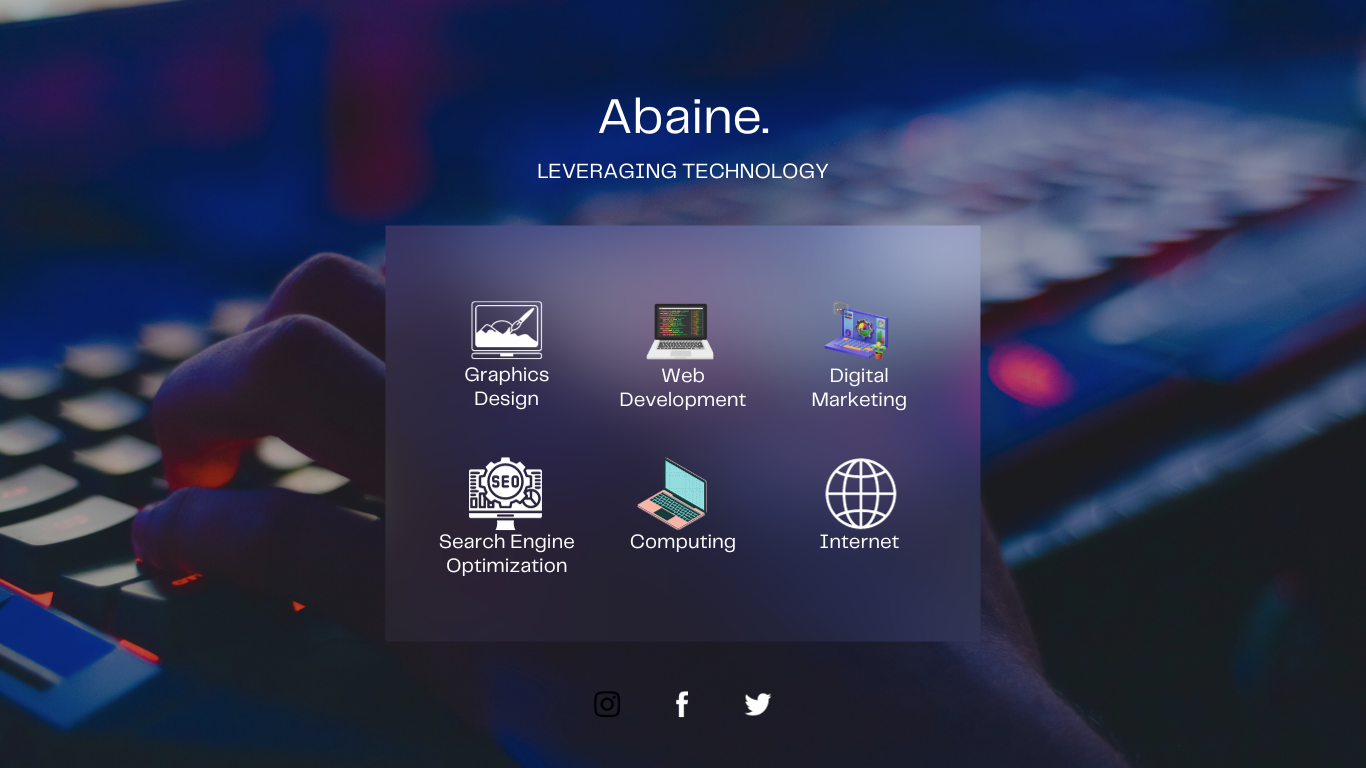 Abaine.
LEVERAGING TECHNOLOGY
Graphics
Design
Web
Development
Digital
Marketing
SEO
Search Engine
Optimization
Computing
Internet